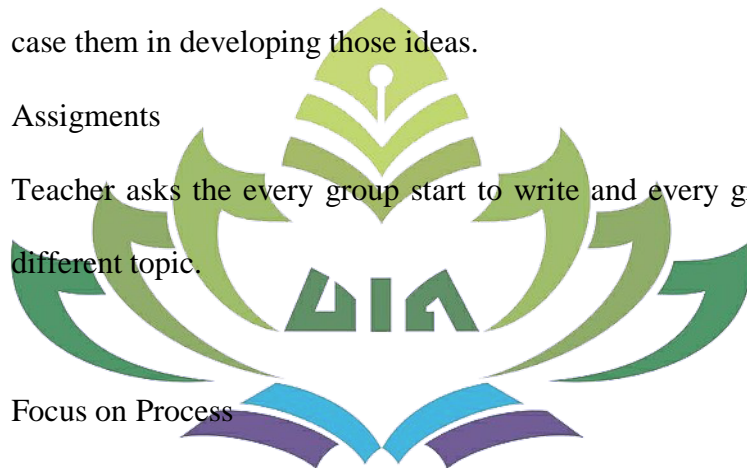 case them in developing those ideas.
Assigments
Teacher asks the every group start to write and every
different topic.
UIN
Focus on Process